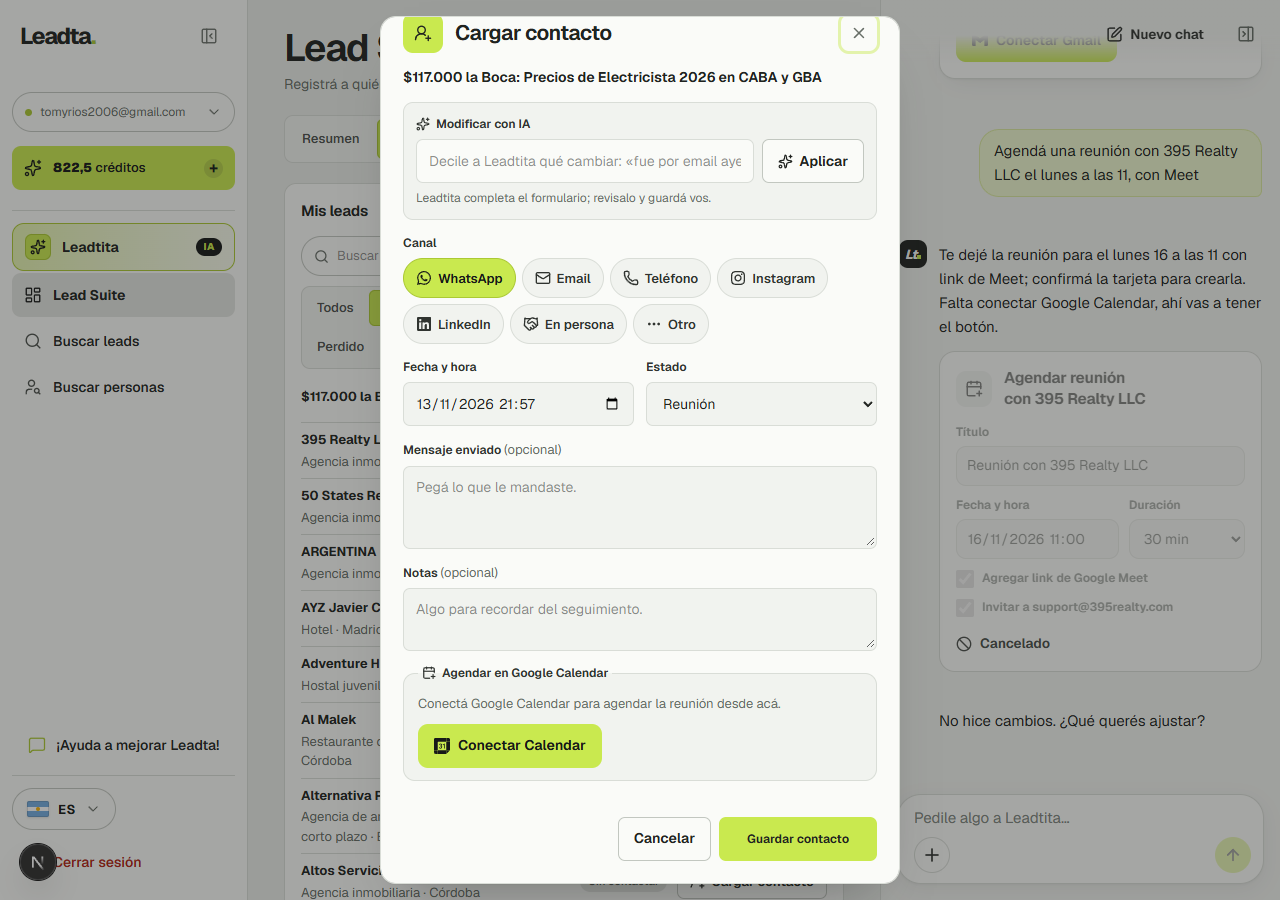 Leadta.
tomyrios2006@gmail.com
822,5 créditos
+
Leadtita
IA
Lead Suite
Buscar leads
Buscar personas
¡Ayuda a mejorar Leadta!
ES
N
Cerrar sesión
Lead
Registrá a quié
Resumen
Mis leads
Buscar
Todos
Perdido
$117.000 la B
395 Realty L
Agencia inmo
50 States Re
Agencia inmo
ARGENTINA
Agencia inmo
AYZ Javier C
Hotel · Madric
Adventure H
Hostal juvenil
Al Malek
Restaurante
Córdoba
Alternativa P
Agencia de a
corto plazo ·
Altos Servici
Agencia inmobiliaria · Córdoba
Cargar contacto
$117.000 la Boca: Precios de Electricista 2026 en CABA y GBA
Modificar con IA
Decile a Leadtita qué cambiar: «fue por email aye
Aplicar
Leadtita completa el formulario; revisalo y guardá vos.
Canal
WhatsApp
Email
Teléfono
Instagram
LinkedIn
En persona
Otro
Fecha y hora
Estado
13/11/2026 21:57
Reunión
Mensaje enviado (opcional)
Pegá lo que le mandaste.
Notas (opcional)
Algo para recordar del seguimiento.
Agendar en Google Calendar
Conectá Google Calendar para agendar la reunión desde acá.
31
Conectar Calendar
Cancelar
Guardar contacto
Conectar Gmail
Nuevo chat
Agendá una reunión con 395 Realty
LLC el lunes a las 11, con Meet
Lt.
Te dejé la reunión para el lunes 16 a las 11 con
link de Meet; confirmá la tarjeta para crearla.
Falta conectar Google Calendar, ahí vas a tener
el botón.
Agendar reunión
con 395 Realty LLC
Título
Reunión con 395 Realty LLC
Fecha y hora
Duración
16/11/2026 11:00
30 min
Agregar link de Google Meet
Invitar a support@395realty.com
Cancelado
No hice cambios. ¿Qué querés ajustar?
Pedile algo a Leadtita...